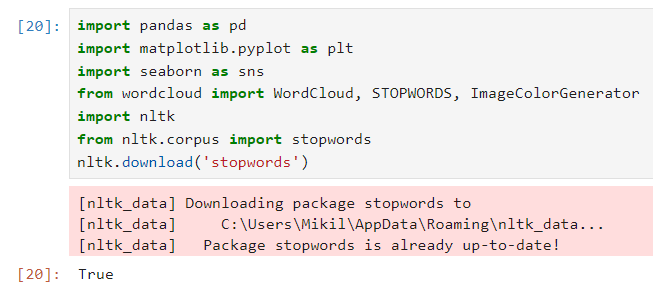 [20]: import pandas as pd
import matplotlib.pyplot as plt
import seaborn as sns
from wordcloud import WordCloud, STOPWORDS, ImageColorGenerator
import nltk
from nltk.corpus import stopwords
nltk.download('stopwords')
[nltk_data] Downloading package stopwords to
[nltk_data]     C:\Users\Mikil\AppData\Roaming\nltk_data...
[nltk_data]   Package stopwords is already up-to-date!
[20]: True